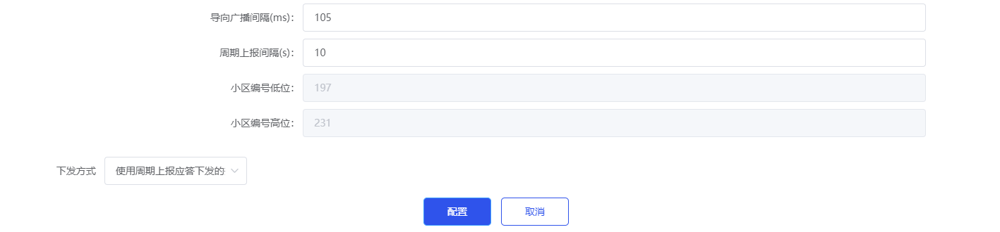 导向广播间隔(ms): 105
周期上报间隔(s): 10
小区编号低位: 197
小区编号高位: 231
下发方式 使用周期上报应答下发的
配置 取消